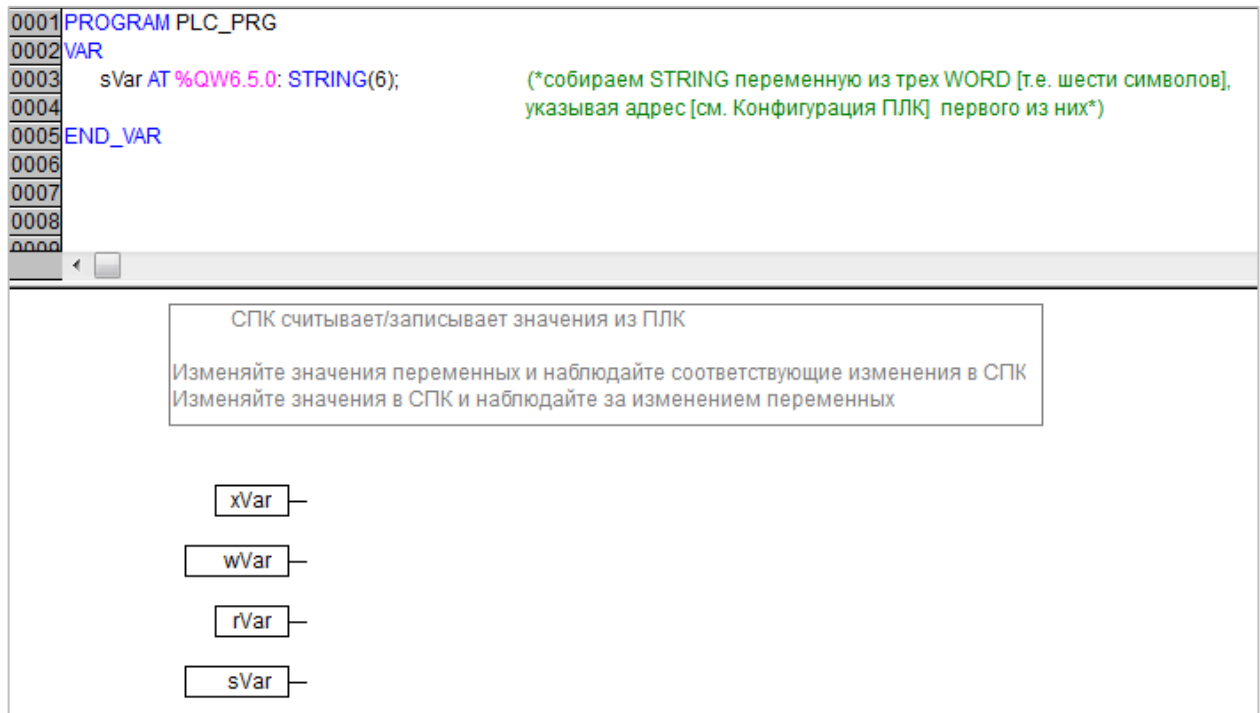 0001 PROGRAM PLC_PRG
0002 VAR
0003 sVar AT %QW6.5.0: STRING(6); (*собираем STRING переменную из трех WORD [т.е. шести символов],
0004 указывая адрес [см. Конфигурация ПЛК] первого из них*)
0005 END_VAR
0006
0007
0008
0009
СПК считывает/записывает значения из ПЛК
Изменяйте значения переменных и наблюдайте соответствующие изменения в СПК
Изменяйте значения в СПК и наблюдайте за изменением переменных
xVar
wVar
rVar
sVar